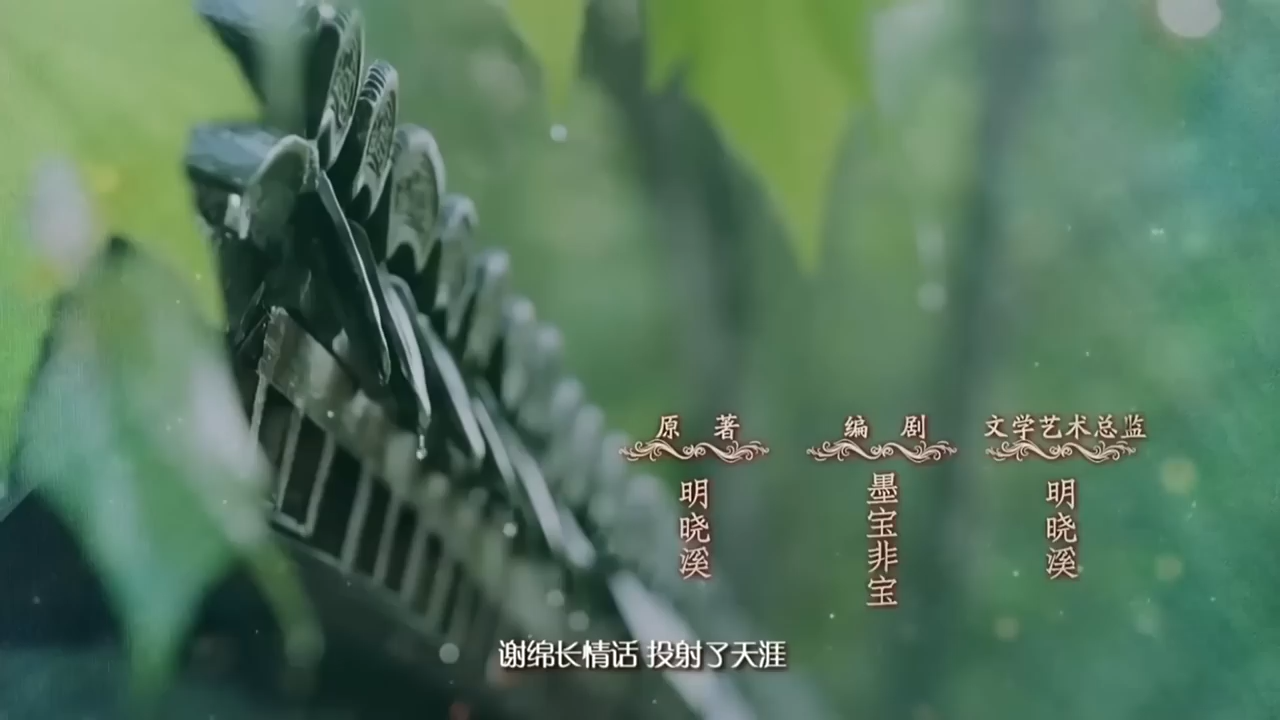 原 著
明晓溪
编 剧
墨宝非宝
文学艺术总监
明晓溪
谢绵长情话 投射了天涯